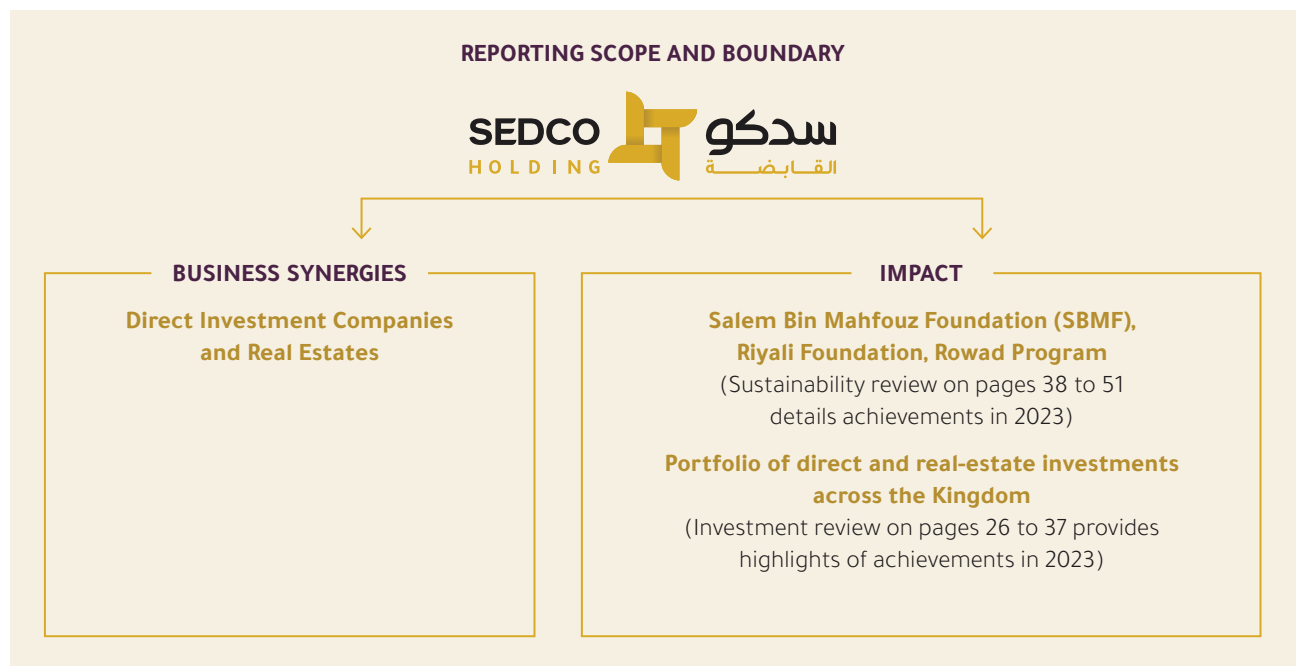 REPORTING SCOPE AND BOUNDARY
SEDCO
HOLDING
سدكو
القابضة
BUSINESS SYNERGIES
Direct Investment Companies
and Real Estates
IMPACT
Salem Bin Mahfouz Foundation (SBMF),
Riyali Foundation, Rowad Program
(Sustainability review on pages 38 to 51
details achievements in 2023)
Portfolio of direct and real-estate investments
across the Kingdom
(Investment review on pages 26 to 37 provides
highlights of achievements in 2023)